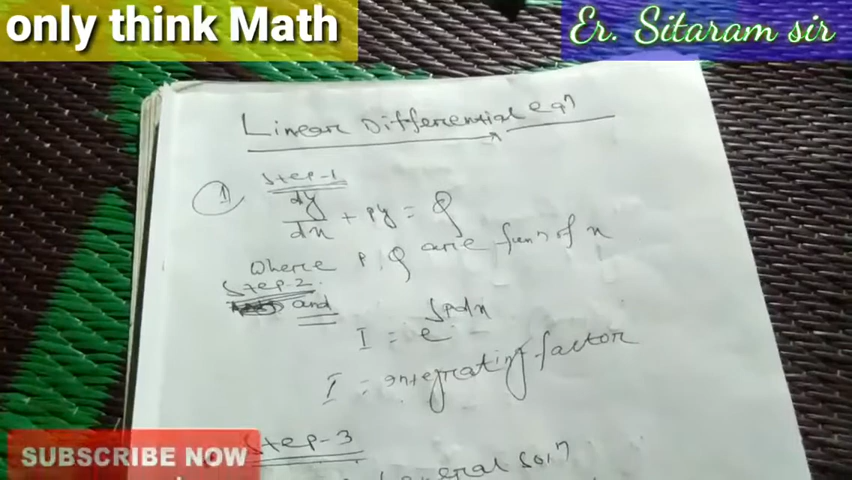 only think Math
Er. Sitaram sir
Linear Differential eqn
Step-1
① dy/dx + py = Q
where P, Q are funn of x
Step-2
and
I = e^∫pdx
I = integrating factor
Step-3
General soln
SUBSCRIBE NOW